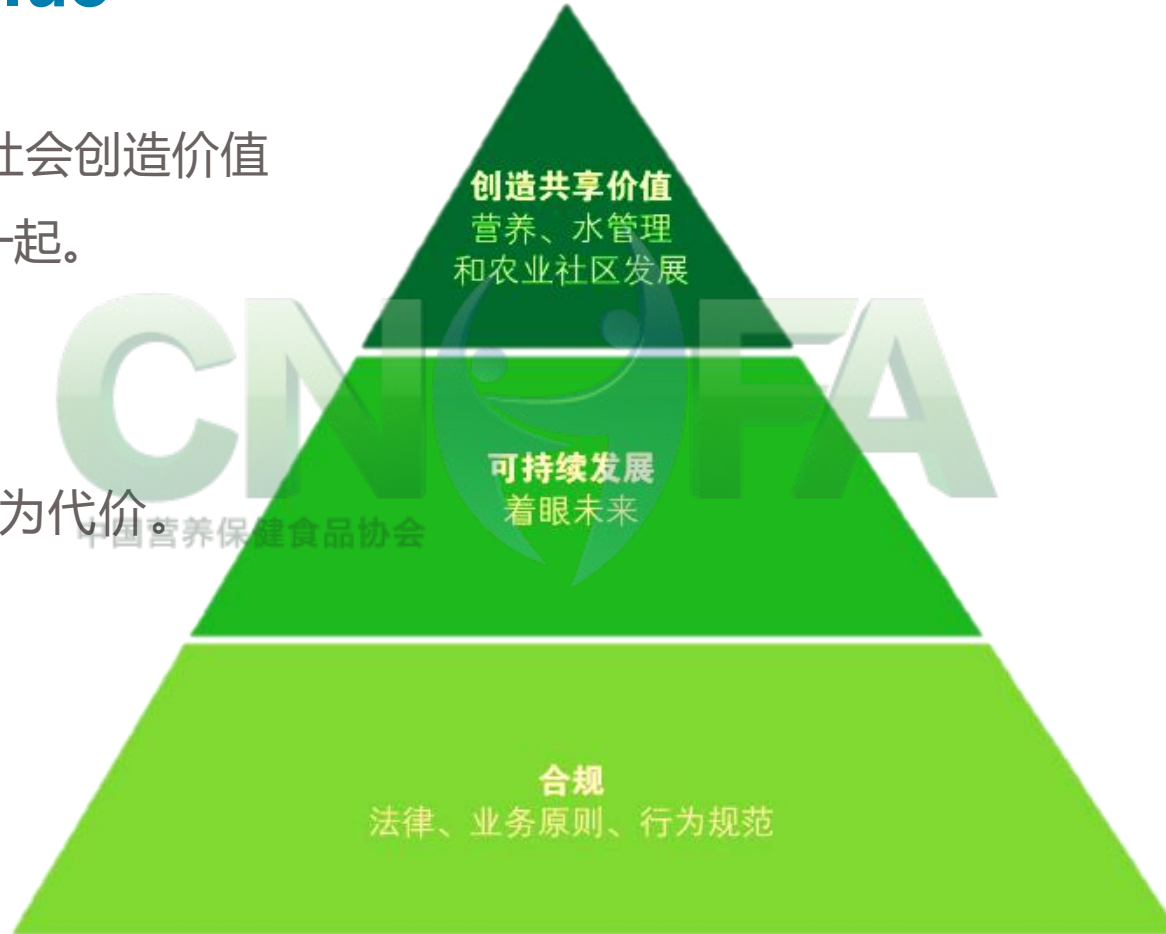 社会创造价值
一起。
为代价。
创造共享价值
营养、水管理
和农业社区发展
CN FA
中国营养保健食品协会
可持续发展
着眼未来
合规
法律、业务原则、行为规范